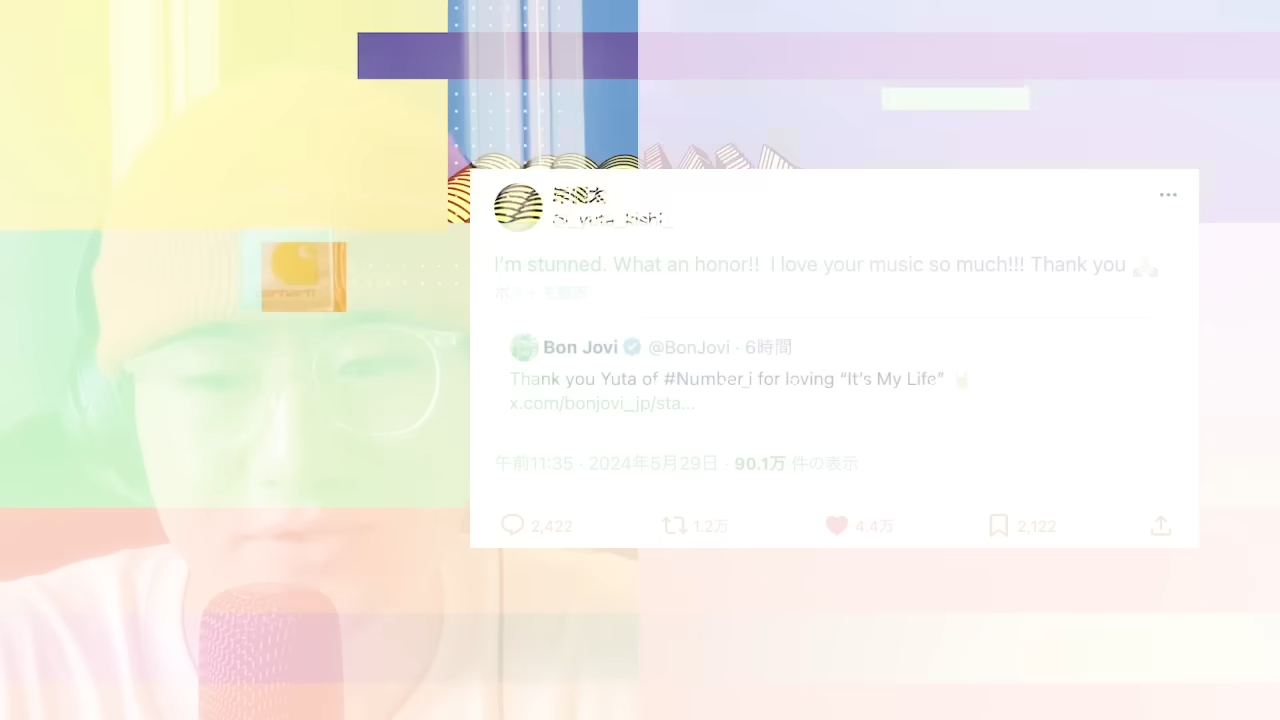 @_yuta_kishi_
I'm stunned. What an honor!! I love your music so much!!! Thank you 🙏🏻
Bon Jovi @BonJovi · 6時間
Thank you Yuta of #Number_i for loving “It's My Life” ✌🏻
x.com/bonjovi_jp/sta...
午前11:35 · 2024年5月29日 · 90.1万 件の表示
2,422 1.2万 4.4万 2,122